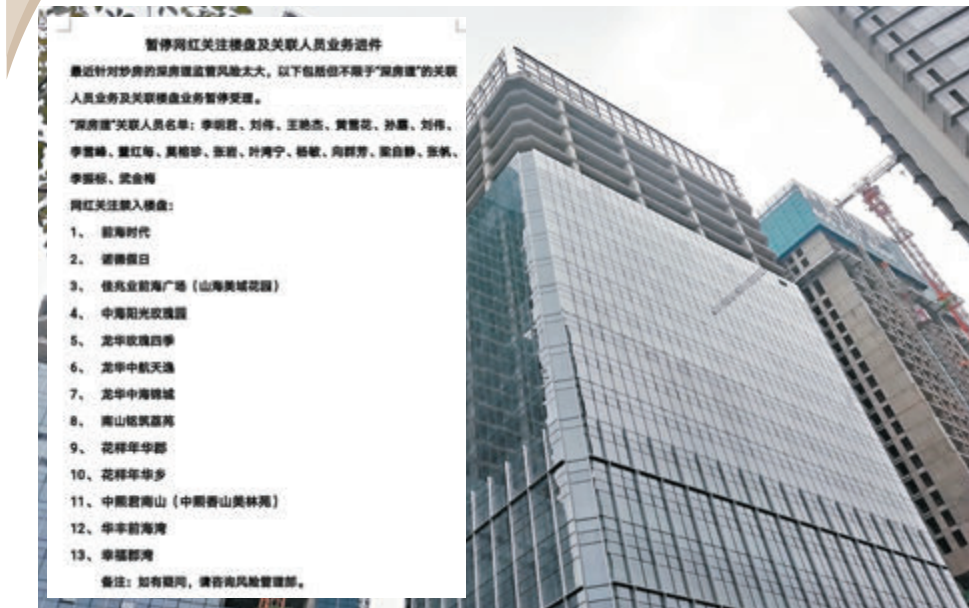 暂停网红关注楼盘及关联人员业务进件
最近针对炒房的深房理监管风险太大，以下包括但不限于“深房理”的关联
人员业务及关联楼盘业务暂停受理。
“深房理”关联人员名单：李明君、刘伟、王艳杰、黄雪花、孙露、刘伟、
李雪峰、董红每、莫榕珍、张岩、叶湾宁、杨敏、向群芳、梁自静、张帆、
李振标、武金梅
网红关注禁入楼盘：
1、 前海时代
2、 诺德假日
3、 佳兆业前海广场（山海美域花园）
4、 中海阳光玫瑰园
5、 龙华玫瑰四季
6、 龙华中航天逸
7、 龙华中海锦城
8、 南山铭筑荔苑
9、 花样年华郡
10、花样年华乡
11、中熙君南山（中熙香山美林苑）
12、华丰前海湾
13、幸福郡湾
备注：如有疑问，请咨询风险管理部。